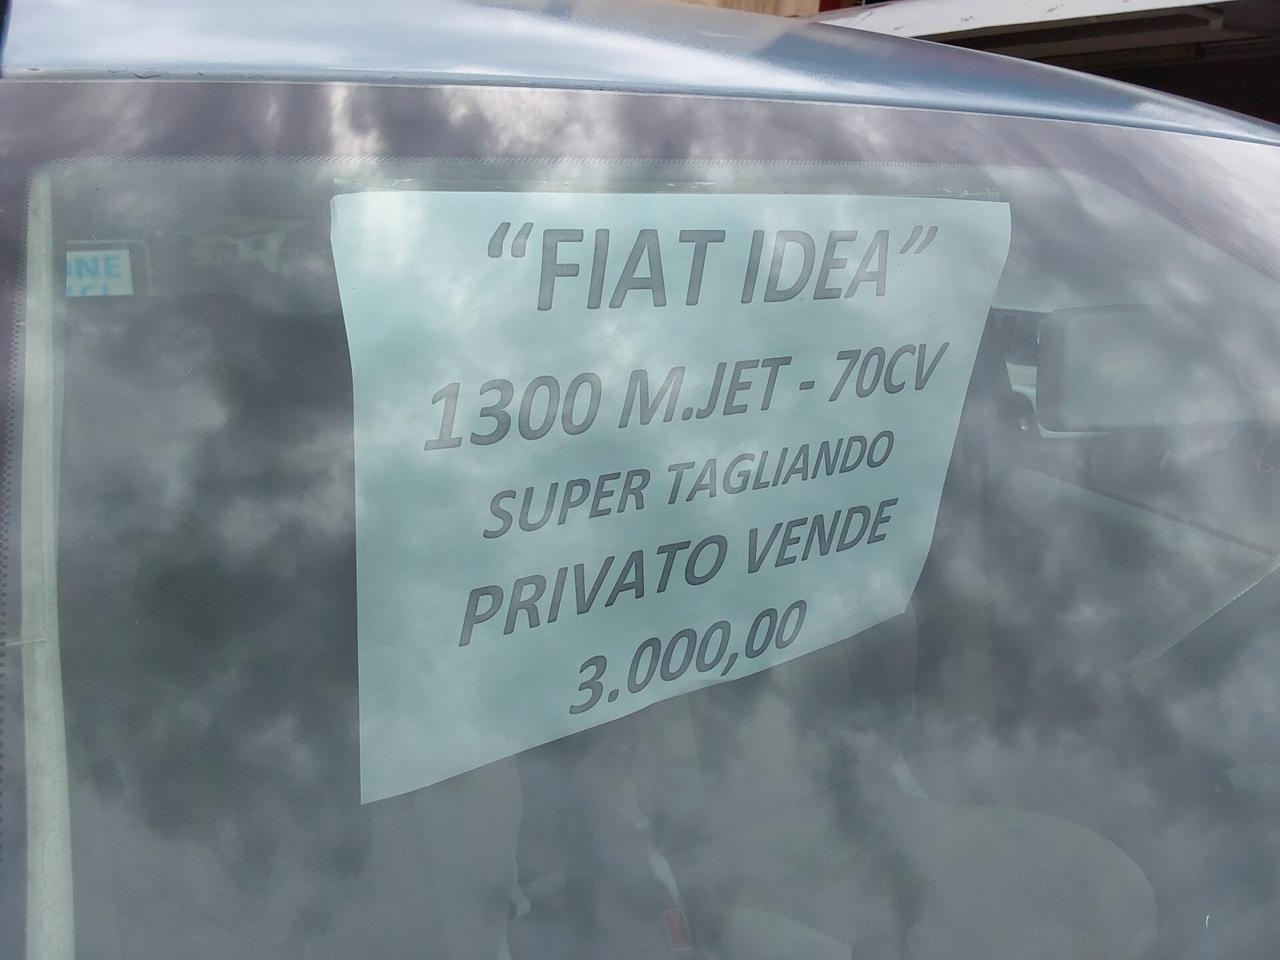 "FIAT IDEA"
1300 M.JET - 70CV
SUPER TAGLIANDO
PRIVATO VENDE
3.000,00